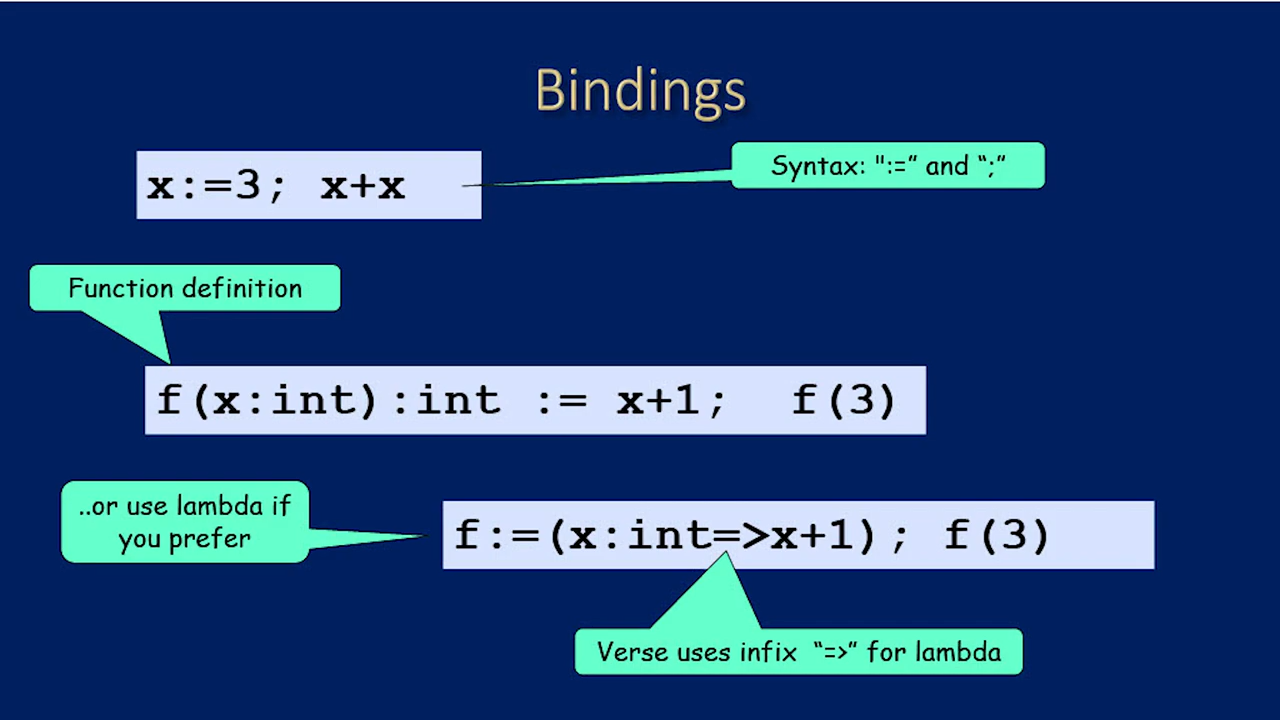 Bindings
x:=3; x+x
Syntax: ":=” and “;”
Function definition
f(x:int):int := x+1;  f(3)
..or use lambda if
you prefer
f:=(x:int=>x+1); f(3)
Verse uses infix “=>” for lambda